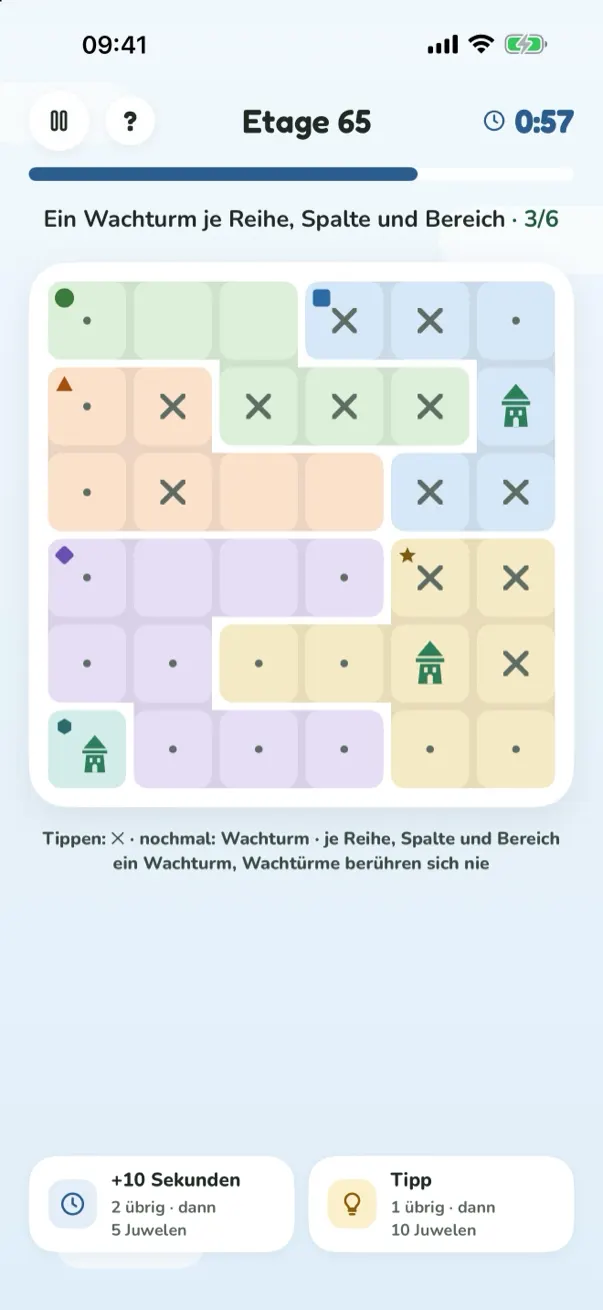 09:41
?
Etage 65
0:57
Ein Wachturm je Reihe, Spalte und Bereich · 3/6
Tippen: × · nochmal: Wachturm · je Reihe, Spalte und Bereich
ein Wachturm, Wachtürme berühren sich nie
+10 Sekunden
2 übrig · dann
5 Juwelen
Tipp
1 übrig · dann
10 Juwelen